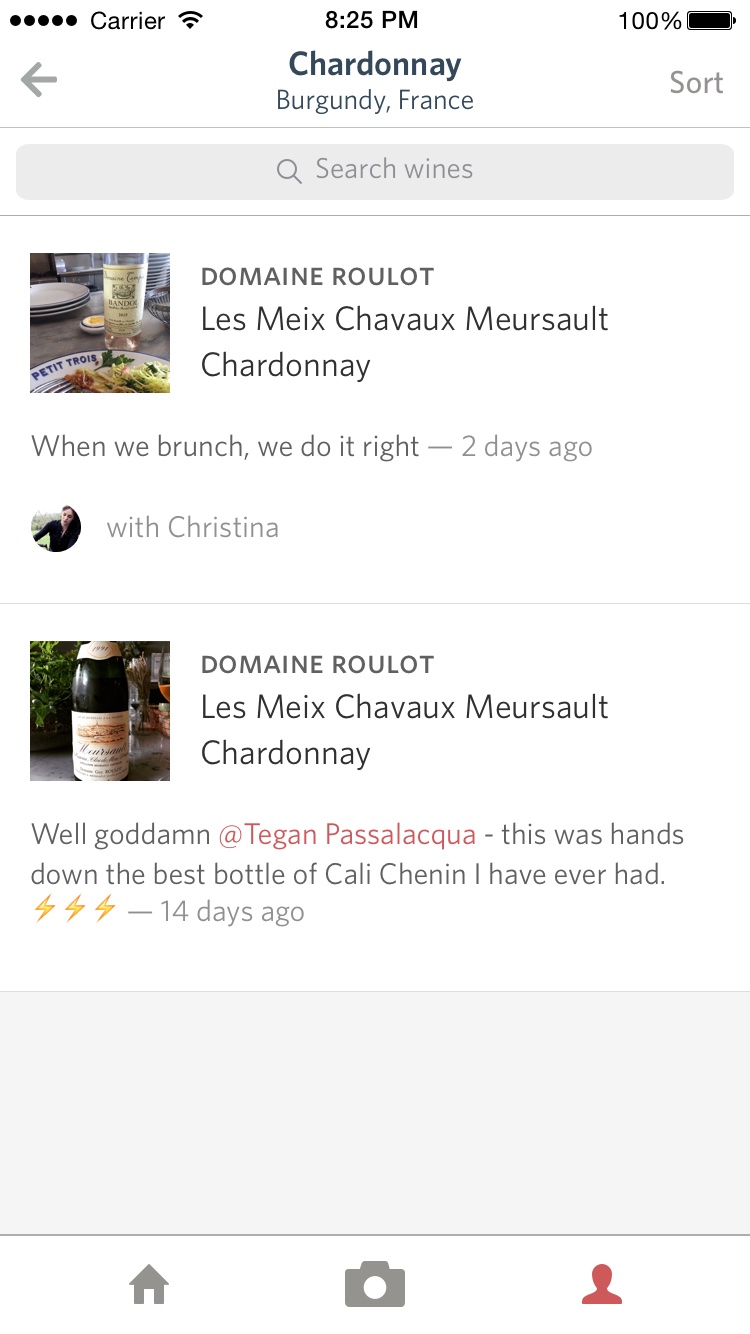 Carrier 8:25 PM 100%
Chardonnay
Burgundy, France
Sort
Search wines
BANDOL
PETIT TROIS
DOMAINE ROULOT
Les Meix Chavaux Meursault
Chardonnay
When we brunch, we do it right — 2 days ago
with Christina
1991
Meursault
DOMAINE ROULOT
Les Meix Chavaux Meursault
Chardonnay
Well goddamn @Tegan Passalacqua - this was hands
down the best bottle of Cali Chenin I have ever had.
⚡⚡⚡ — 14 days ago